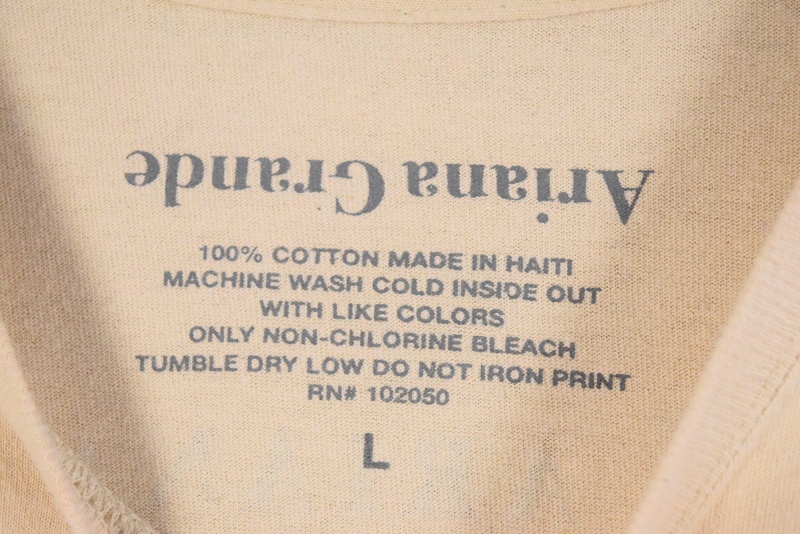 Ariana Grande
100% COTTON MADE IN HAITI
MACHINE WASH COLD INSIDE OUT
WITH LIKE COLORS
ONLY NON-CHLORINE BLEACH
TUMBLE DRY LOW DO NOT IRON PRINT
RN# 102050
L